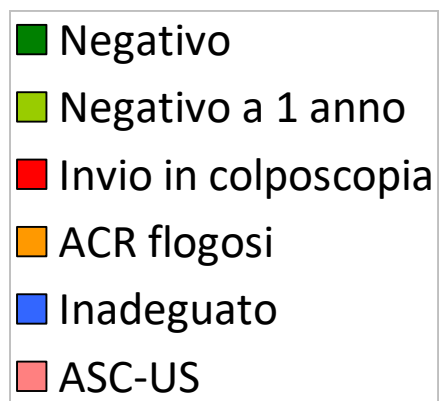 Negativo
Negativo a 1 anno
Invio in colposcopia
ACR flogosi
Inadeguato
ASC-US